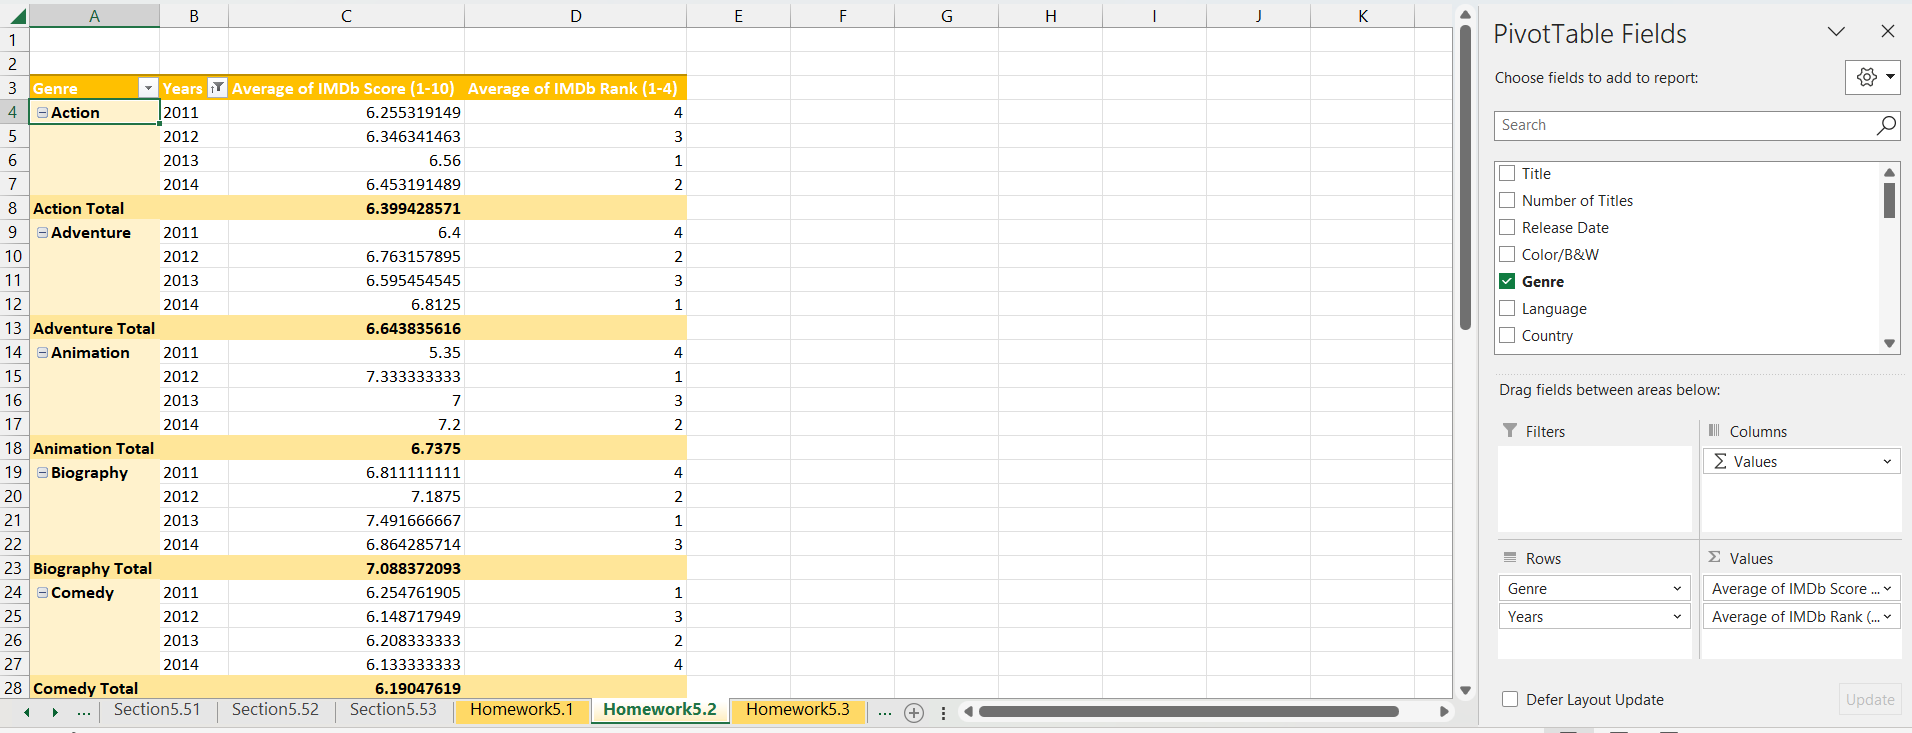 A B C D E F G H I J K
1
2
3 Genre Years Average of IMDb Score (1-10) Average of IMDb Rank (1-4)
4 Action 2011 6.255319149 4
5 2012 6.346341463 3
6 2013 6.56 1
7 2014 6.453191489 2
8 Action Total 6.399428571
9 Adventure 2011 6.4 4
10 2012 6.763157895 2
11 2013 6.595454545 3
12 2014 6.8125 1
13 Adventure Total 6.643835616
14 Animation 2011 5.35 4
15 2012 7.333333333 1
16 2013 7 3
17 2014 7.2 2
18 Animation Total 6.7375
19 Biography 2011 6.811111111 4
20 2012 7.1875 2
21 2013 7.491666667 1
22 2014 6.864285714 3
23 Biography Total 7.088372093
24 Comedy 2011 6.254761905 1
25 2012 6.148717949 3
26 2013 6.208333333 2
27 2014 6.133333333 4
28 Comedy Total 6.19047619
... Section5.51 Section5.52 Section5.53 Homework5.1 Homework5.2 Homework5.3 ...
PivotTable Fields
Choose fields to add to report:
Search
Title
Number of Titles
Release Date
Color/B&W
Genre
Language
Country
Drag fields between areas below:
Filters
Columns
Σ Values
Rows
Genre
Years
Σ Values
Average of IMDb Score ...
Average of IMDb Rank (...
Defer Layout Update
Update